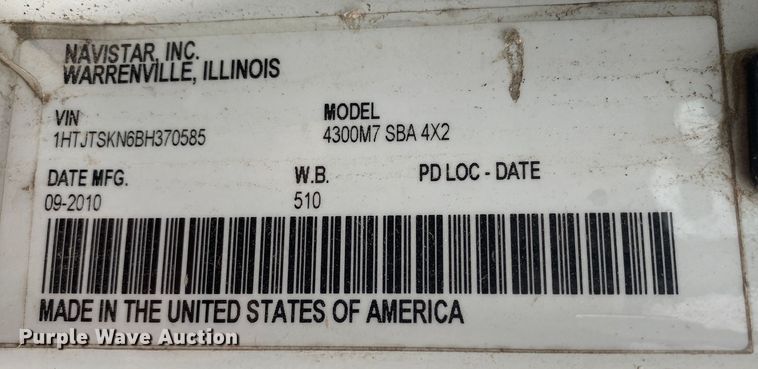 NAVISTAR, INC.
WARRENVILLE, ILLINOIS
VIN
1HTJTSKN6BH370585
MODEL
4300M7 SBA 4X2
DATE MFG.
09-2010
W.B.
510
PD LOC - DATE
MADE IN THE UNITED STATES OF AMERICA
Purple Wave Auction